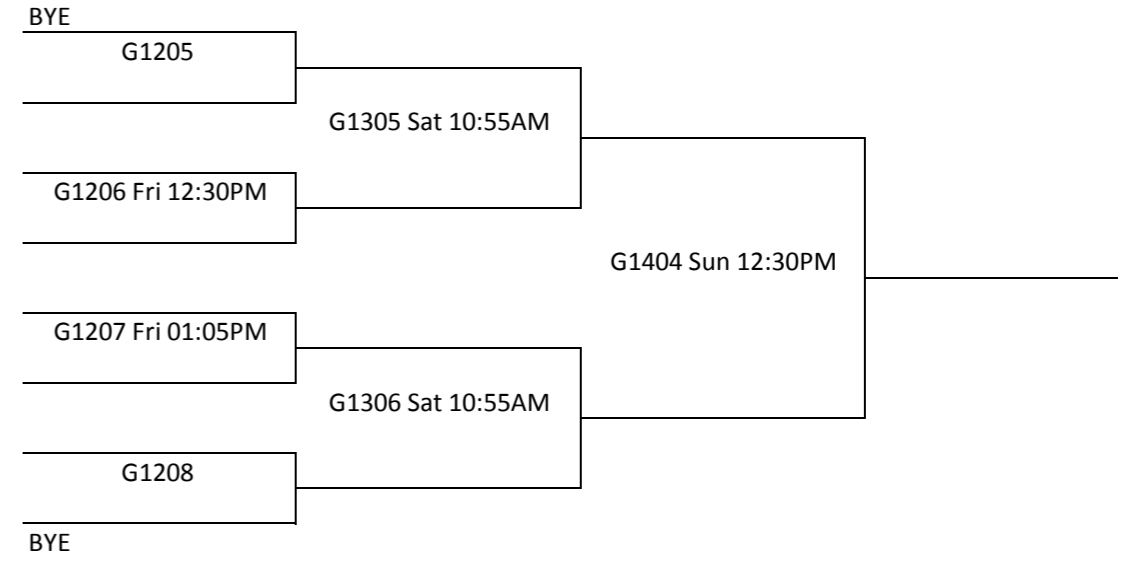 BYE
G1205
G1305 Sat 10:55AM
G1206 Fri 12:30PM
G1404 Sun 12:30PM
G1207 Fri 01:05PM
G1306 Sat 10:55AM
G1208
BYE